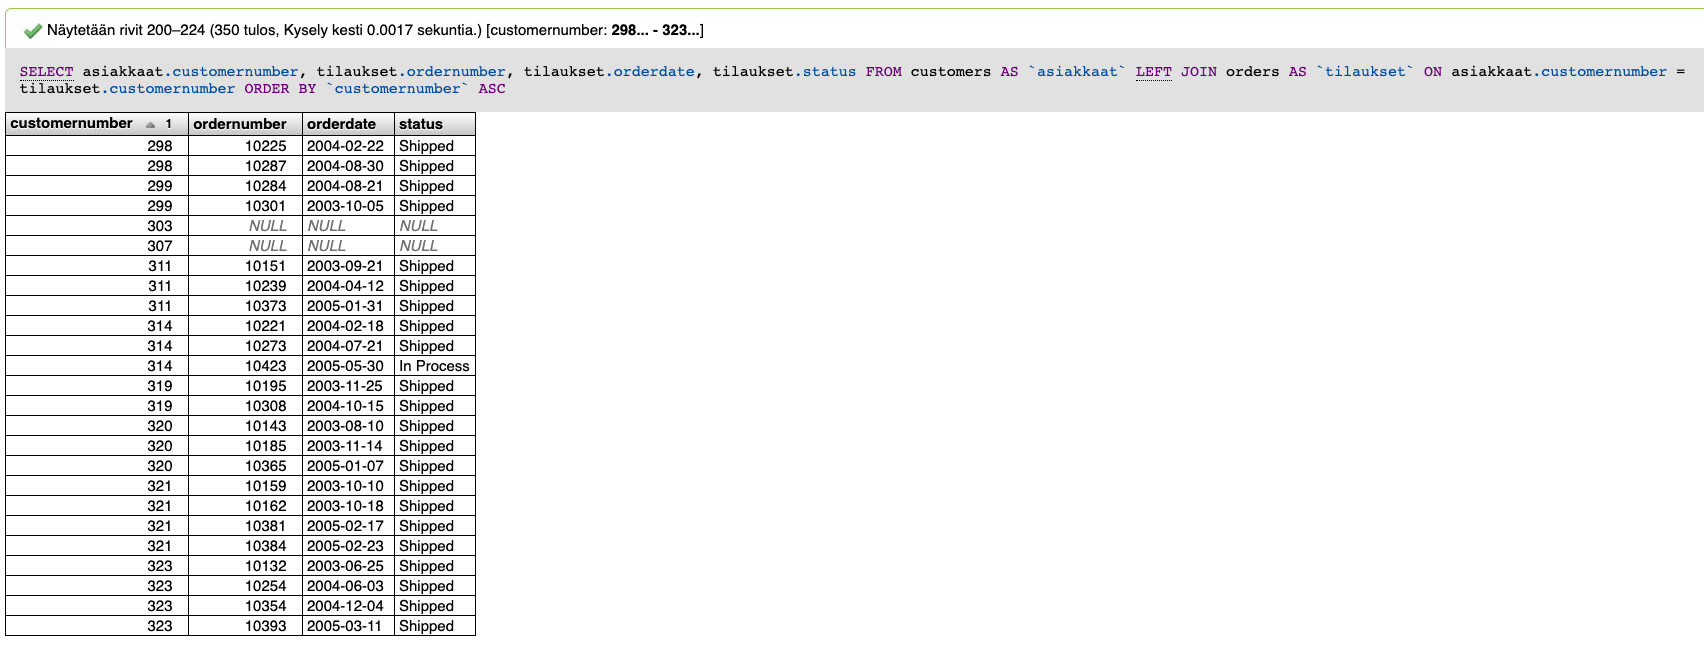 Näytetään rivit 200–224 (350 tulos, Kysely kesti 0.0017 sekuntia.) [customernumber: 298... - 323...]
SELECT asiakkaat.customernumber, tilaukset.ordernumber, tilaukset.orderdate, tilaukset.status FROM customers AS `asiakkaat` LEFT JOIN orders AS `tilaukset` ON asiakkaat.customernumber =
tilaukset.customernumber ORDER BY `customernumber` ASC
customernumber 1 ordernumber orderdate status
298 10225 2004-02-22 Shipped
298 10287 2004-08-30 Shipped
299 10284 2004-08-21 Shipped
299 10301 2003-10-05 Shipped
303 NULL NULL NULL
307 NULL NULL NULL
311 10151 2003-09-21 Shipped
311 10239 2004-04-12 Shipped
311 10373 2005-01-31 Shipped
314 10221 2004-02-18 Shipped
314 10273 2004-07-21 Shipped
314 10423 2005-05-30 In Process
319 10195 2003-11-25 Shipped
319 10308 2004-10-15 Shipped
320 10143 2003-08-10 Shipped
320 10185 2003-11-14 Shipped
320 10365 2005-01-07 Shipped
321 10159 2003-10-10 Shipped
321 10162 2003-10-18 Shipped
321 10381 2005-02-17 Shipped
321 10384 2005-02-23 Shipped
323 10132 2003-06-25 Shipped
323 10254 2004-06-03 Shipped
323 10354 2004-12-04 Shipped
323 10393 2005-03-11 Shipped